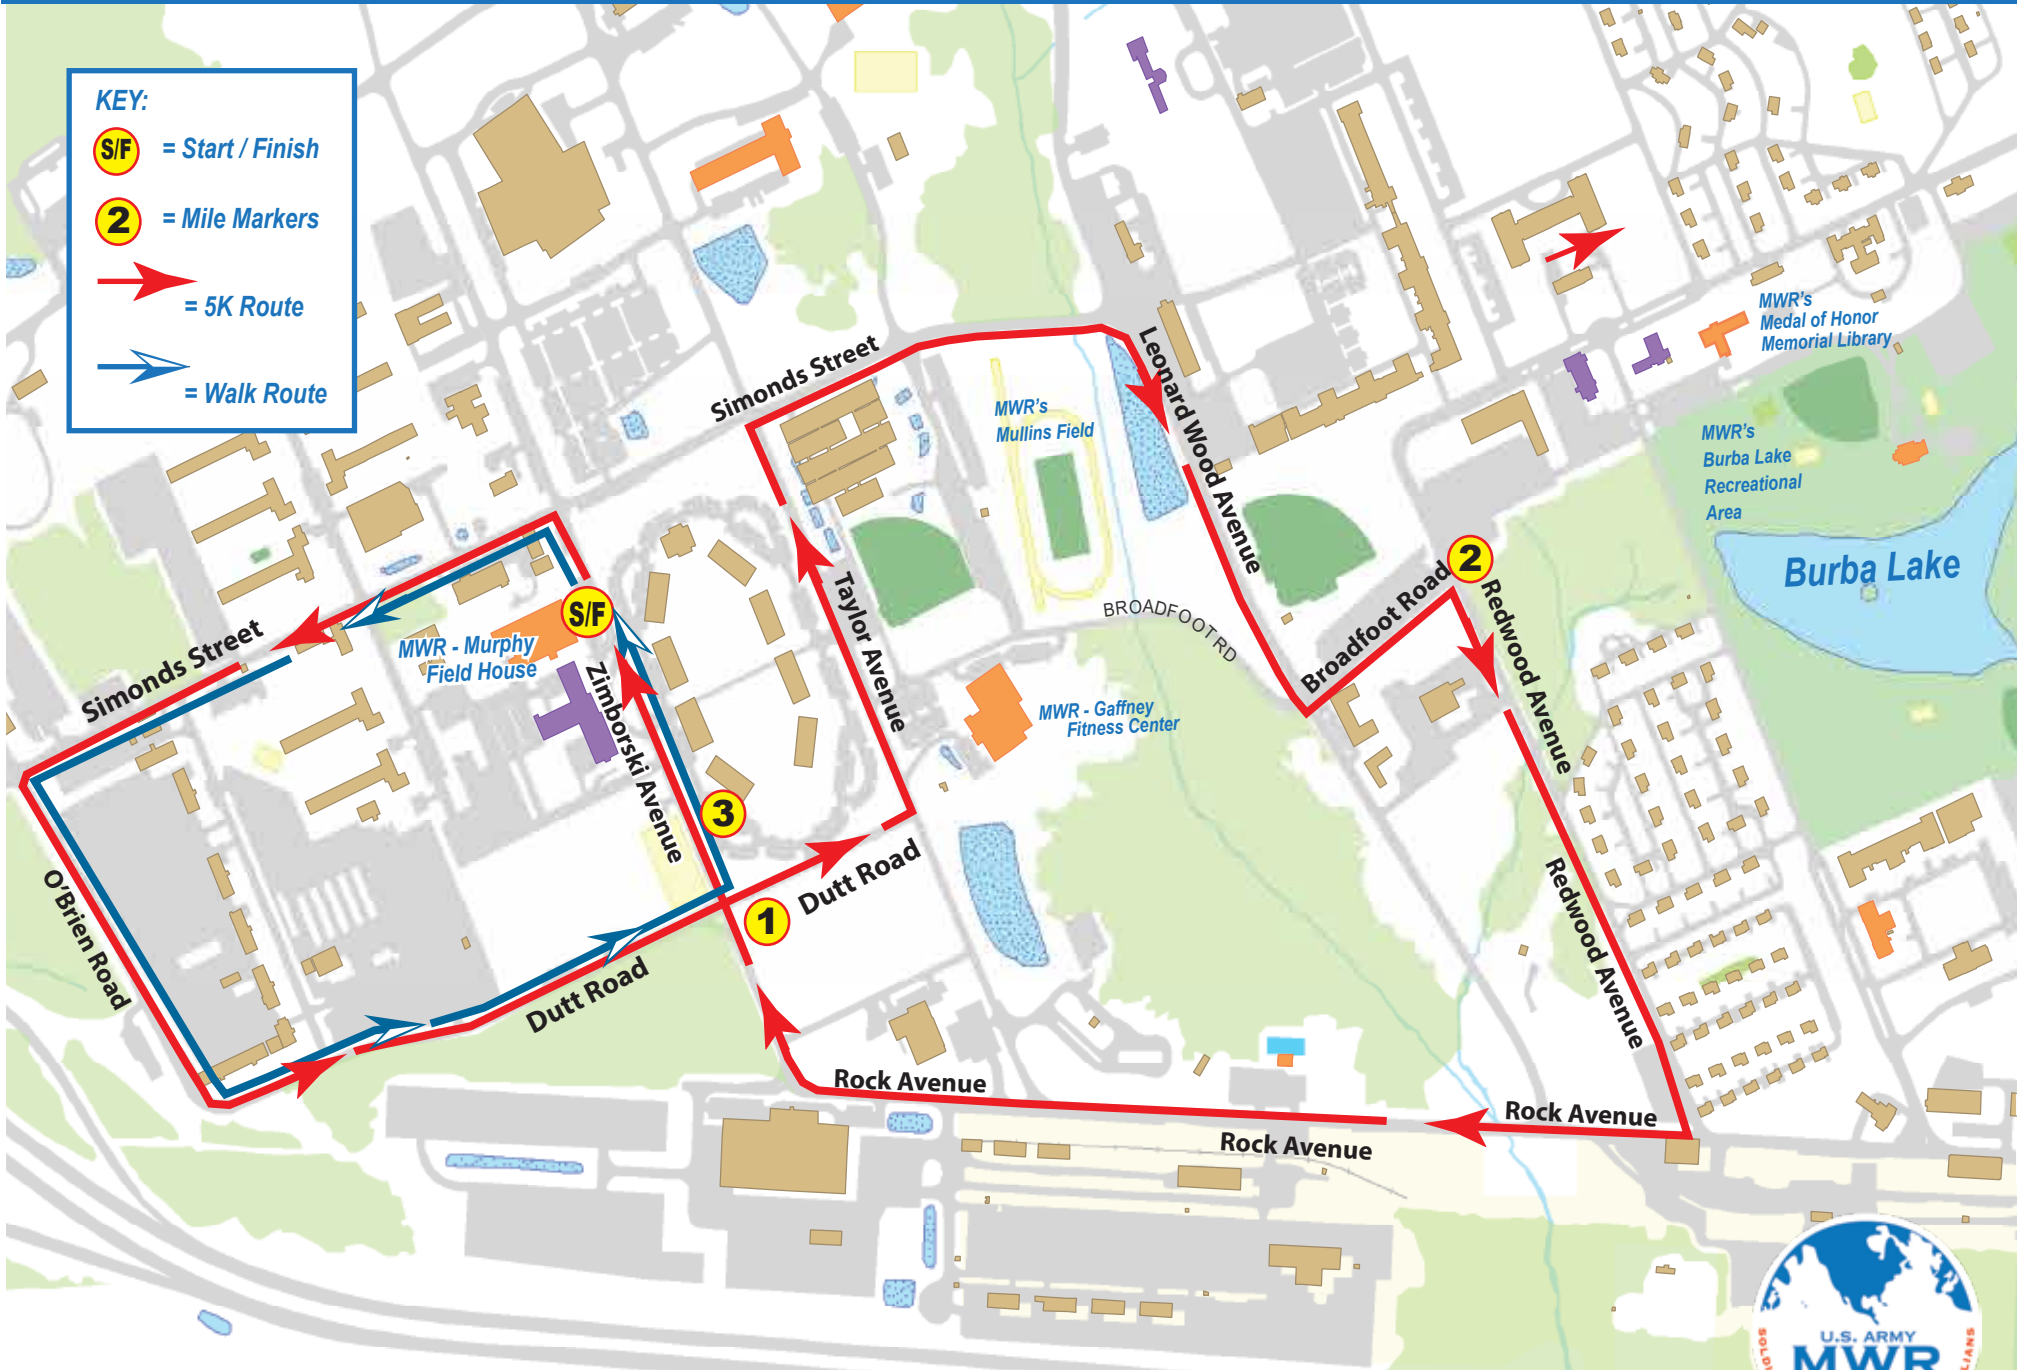 KEY:
S/F
= Start / Finish
2
= Mile Markers
= 5K Route
= Walk Route
Simonds Street
Leonard Wood Avenue
MWR's
Mullins Field
MWR's
Medal of Honor
Memorial Library
MWR's
Burba Lake
Recreational
Area
Burba Lake
2
Broadfoot Road
Redwood Avenue
BROADFOOT RD
Taylor Avenue
S/F
MWR - Murphy
Field House
Simonds Street
Zimborski Avenue
MWR - Gaffney
Fitness Center
3
1
Dutt Road
O'Brien Road
Dutt Road
Redwood Avenue
Rock Avenue
Rock Avenue
Rock Avenue
U.S. ARMY
MWR